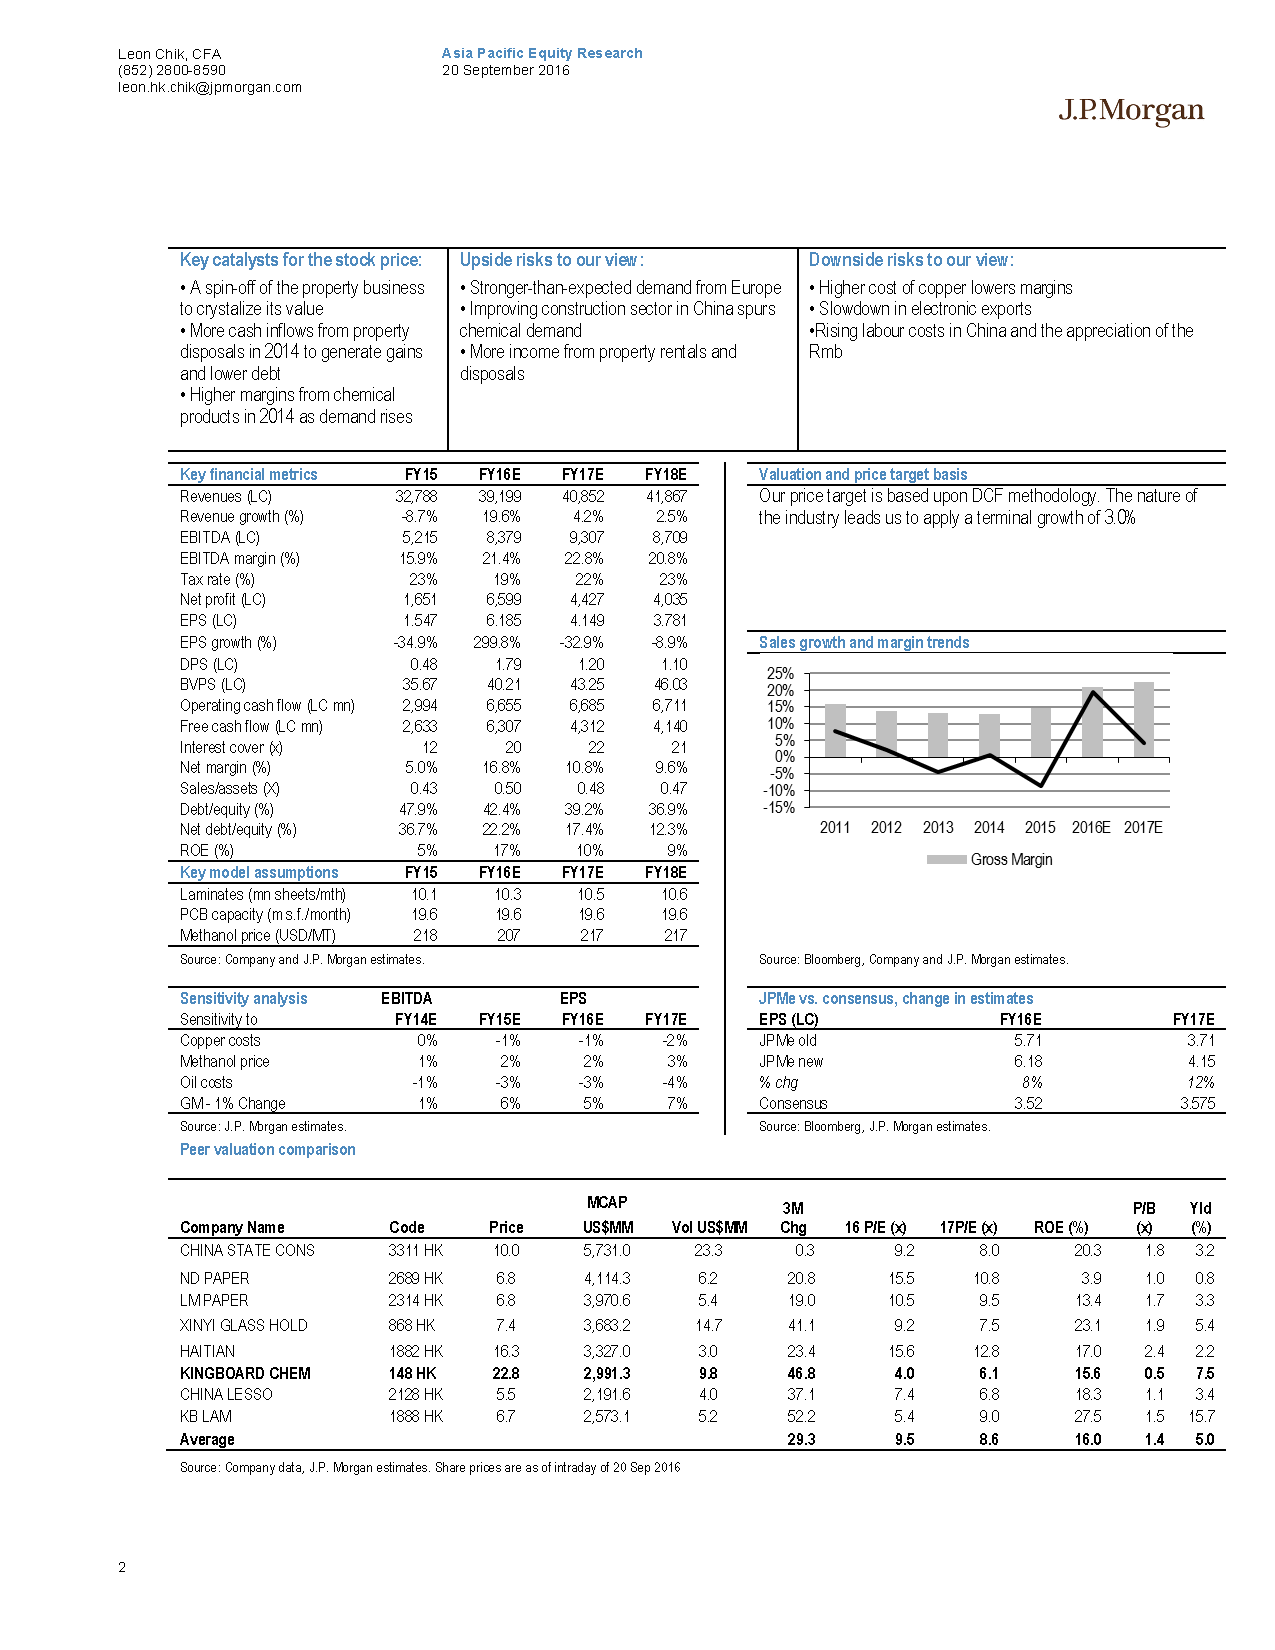 Leon Chik, CFA
(852) 2800-8590
leon.hk.chik@jpmorgan.com
Asia Pacific Equity Research
20 September 2016
J.P.Morgan
Key catalysts for the stock price:
• A spin-off of the property business
to crystalize its value
• More cash inflows from property
disposals in 2014 to generate gains
and lower debt
• Higher margins from chemical
products in 2014 as demand rises
Upside risks to our view:
• Stronger-than-expected demand from Europe
• Improving construction sector in China spurs
chemical demand
• More income from property rentals and
disposals
Downside risks to our view:
• Higher cost of copper lowers margins
• Slowdown in electronic exports
•Rising labour costs in China and the appreciation of the
Rmb
Key financial metrics FY15 FY16E FY17E FY18E
Revenues (LC) 32,788 39,199 40,852 41,867
Revenue growth (%) -8.7% 19.6% 4.2% 2.5%
EBITDA (LC) 5,215 8,379 9,307 8,709
EBITDA margin (%) 15.9% 21.4% 22.8% 20.8%
Tax rate (%) 23% 19% 22% 23%
Net profit (LC) 1,651 6,599 4,427 4,035
EPS (LC) 1.547 6.185 4.149 3.781
EPS growth (%) -34.9% 299.8% -32.9% -8.9%
DPS (LC) 0.48 1.79 1.20 1.10
BVPS (LC) 35.67 40.21 43.25 46.03
Operating cash flow (LC mn) 2,994 6,655 6,685 6,711
Free cash flow (LC mn) 2,633 6,307 4,312 4,140
Interest cover (x) 12 20 22 21
Net margin (%) 5.0% 16.8% 10.8% 9.6%
Sales/assets (X) 0.43 0.50 0.48 0.47
Debt/equity (%) 47.9% 42.4% 39.2% 36.9%
Net debt/equity (%) 36.7% 22.2% 17.4% 12.3%
ROE (%) 5% 17% 10% 9%
Key model assumptions FY15 FY16E FY17E FY18E
Laminates (mn sheets/mth) 10.1 10.3 10.5 10.6
PCB capacity (m s.f./month) 19.6 19.6 19.6 19.6
Methanol price (USD/MT) 218 207 217 217
Source: Company and J.P. Morgan estimates.
Valuation and price target basis
Our price target is based upon DCF methodology. The nature of
the industry leads us to apply a terminal growth of 3.0%
Sales growth and margin trends
25%
20%
15%
10%
5%
0%
-5%
-10%
-15%
2011 2012 2013 2014 2015 2016E 2017E
Gross Margin
Source: Bloomberg, Company and J.P. Morgan estimates.
Sensitivity analysis EBITDA EPS
Sensitivity to FY14E FY15E FY16E FY17E
Copper costs 0% -1% -1% -2%
Methanol price 1% 2% 2% 3%
Oil costs -1% -3% -3% -4%
GM - 1% Change 1% 6% 5% 7%
Source: J.P. Morgan estimates.
JPMe vs. consensus, change in estimates
EPS (LC) FY16E FY17E
JPMe old 5.71 3.71
JPMe new 6.18 4.15
% chg 8% 12%
Consensus 3.52 3.575
Source: Bloomberg, J.P. Morgan estimates.
Peer valuation comparison
MCAP 3M P/B Yld
Company Name Code Price US$MM Vol US$MM Chg 16 P/E (x) 17P/E (x) ROE (%) (x) (%)
CHINA STATE CONS 3311 HK 10.0 5,731.0 23.3 0.3 9.2 8.0 20.3 1.8 3.2
ND PAPER 2689 HK 6.8 4,114.3 6.2 20.8 15.5 10.8 3.9 1.0 0.8
LM PAPER 2314 HK 6.8 3,970.6 5.4 19.0 10.5 9.5 13.4 1.7 3.3
XINYI GLASS HOLD 868 HK 7.4 3,683.2 14.7 41.1 9.2 7.5 23.1 1.9 5.4
HAITIAN 1882 HK 16.3 3,327.0 3.0 23.4 15.6 12.8 17.0 2.4 2.2
KINGBOARD CHEM 148 HK 22.8 2,991.3 9.8 46.8 4.0 6.1 15.6 0.5 7.5
CHINA LESSO 2128 HK 5.5 2,191.6 4.0 37.1 7.4 6.8 18.3 1.1 3.4
KB LAM 1888 HK 6.7 2,573.1 5.2 52.2 5.4 9.0 27.5 1.5 15.7
Average 29.3 9.5 8.6 16.0 1.4 5.0
Source: Company data, J.P. Morgan estimates. Share prices are as of intraday of 20 Sep 2016
2